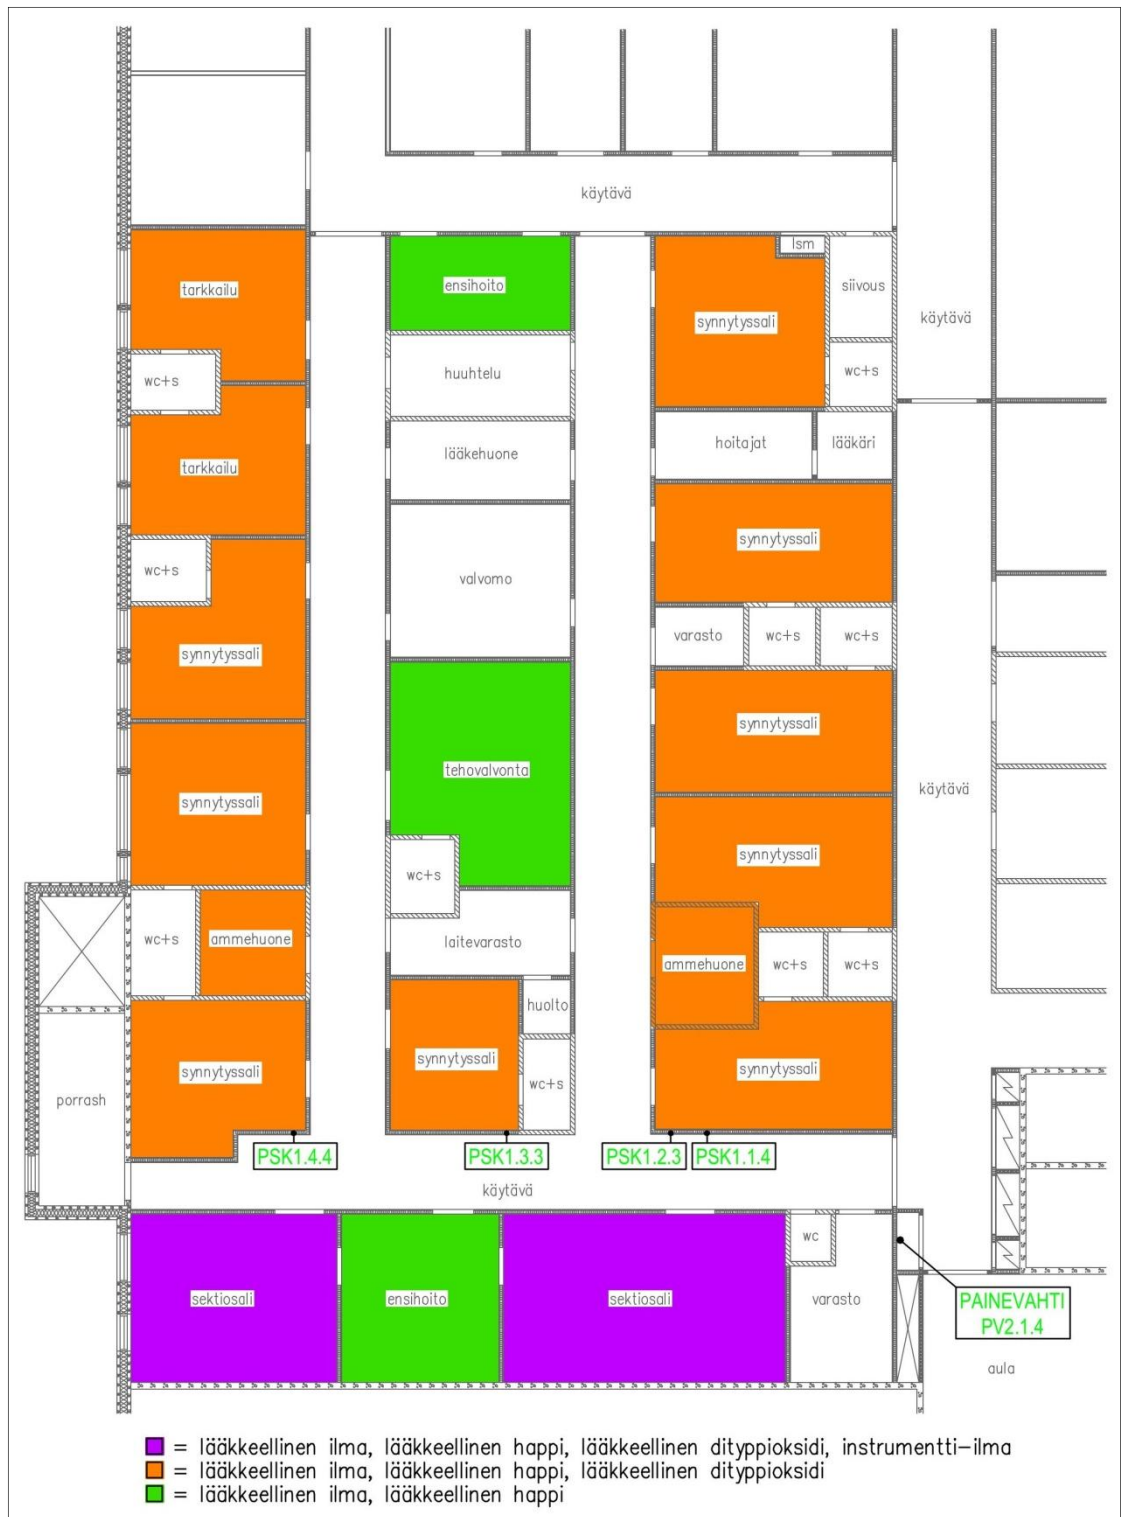 käytävä
lsm
tarkkailu
ensihoito
synnytyssali
siivous
käytävä
wc+s
huuhtelu
wc+s
tarkkailu
lääkehuone
hoitajat
lääkäri
wc+s
valvomo
synnytyssali
synnytyssali
varasto
wc+s
wc+s
synnytyssali
tehovalvonta
synnytyssali
käytävä
synnytyssali
wc+s
wc+s
ammehuone
laitevarasto
ammehuone
wc+s
wc+s
huolto
synnytyssali
synnytyssali
wc+s
synnytyssali
porrash
PSK1.4.4
PSK1.3.3
PSK1.2.3
PSK1.1.4
käytävä
wc
sektiosali
ensihoito
sektiosali
varasto
PAINEVAHTI
PV2.1.4
aula
= lääkkeellinen ilma, lääkkeellinen happi, lääkkeellinen dityppioksidi, instrumentti-ilma
= lääkkeellinen ilma, lääkkeellinen happi, lääkkeellinen dityppioksidi
= lääkkeellinen ilma, lääkkeellinen happi